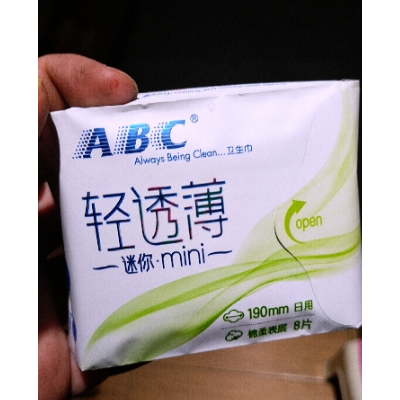 ABC®
Always Being Clean...卫生巾
轻透薄
迷你·mini
open
190mm 日用
棉柔表层 8片